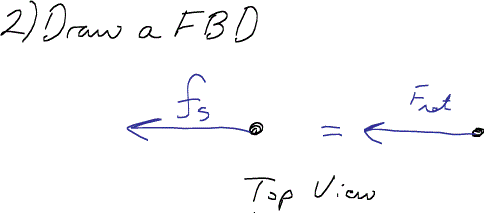 2) Draw a FBD
fs = Fnet
Top View